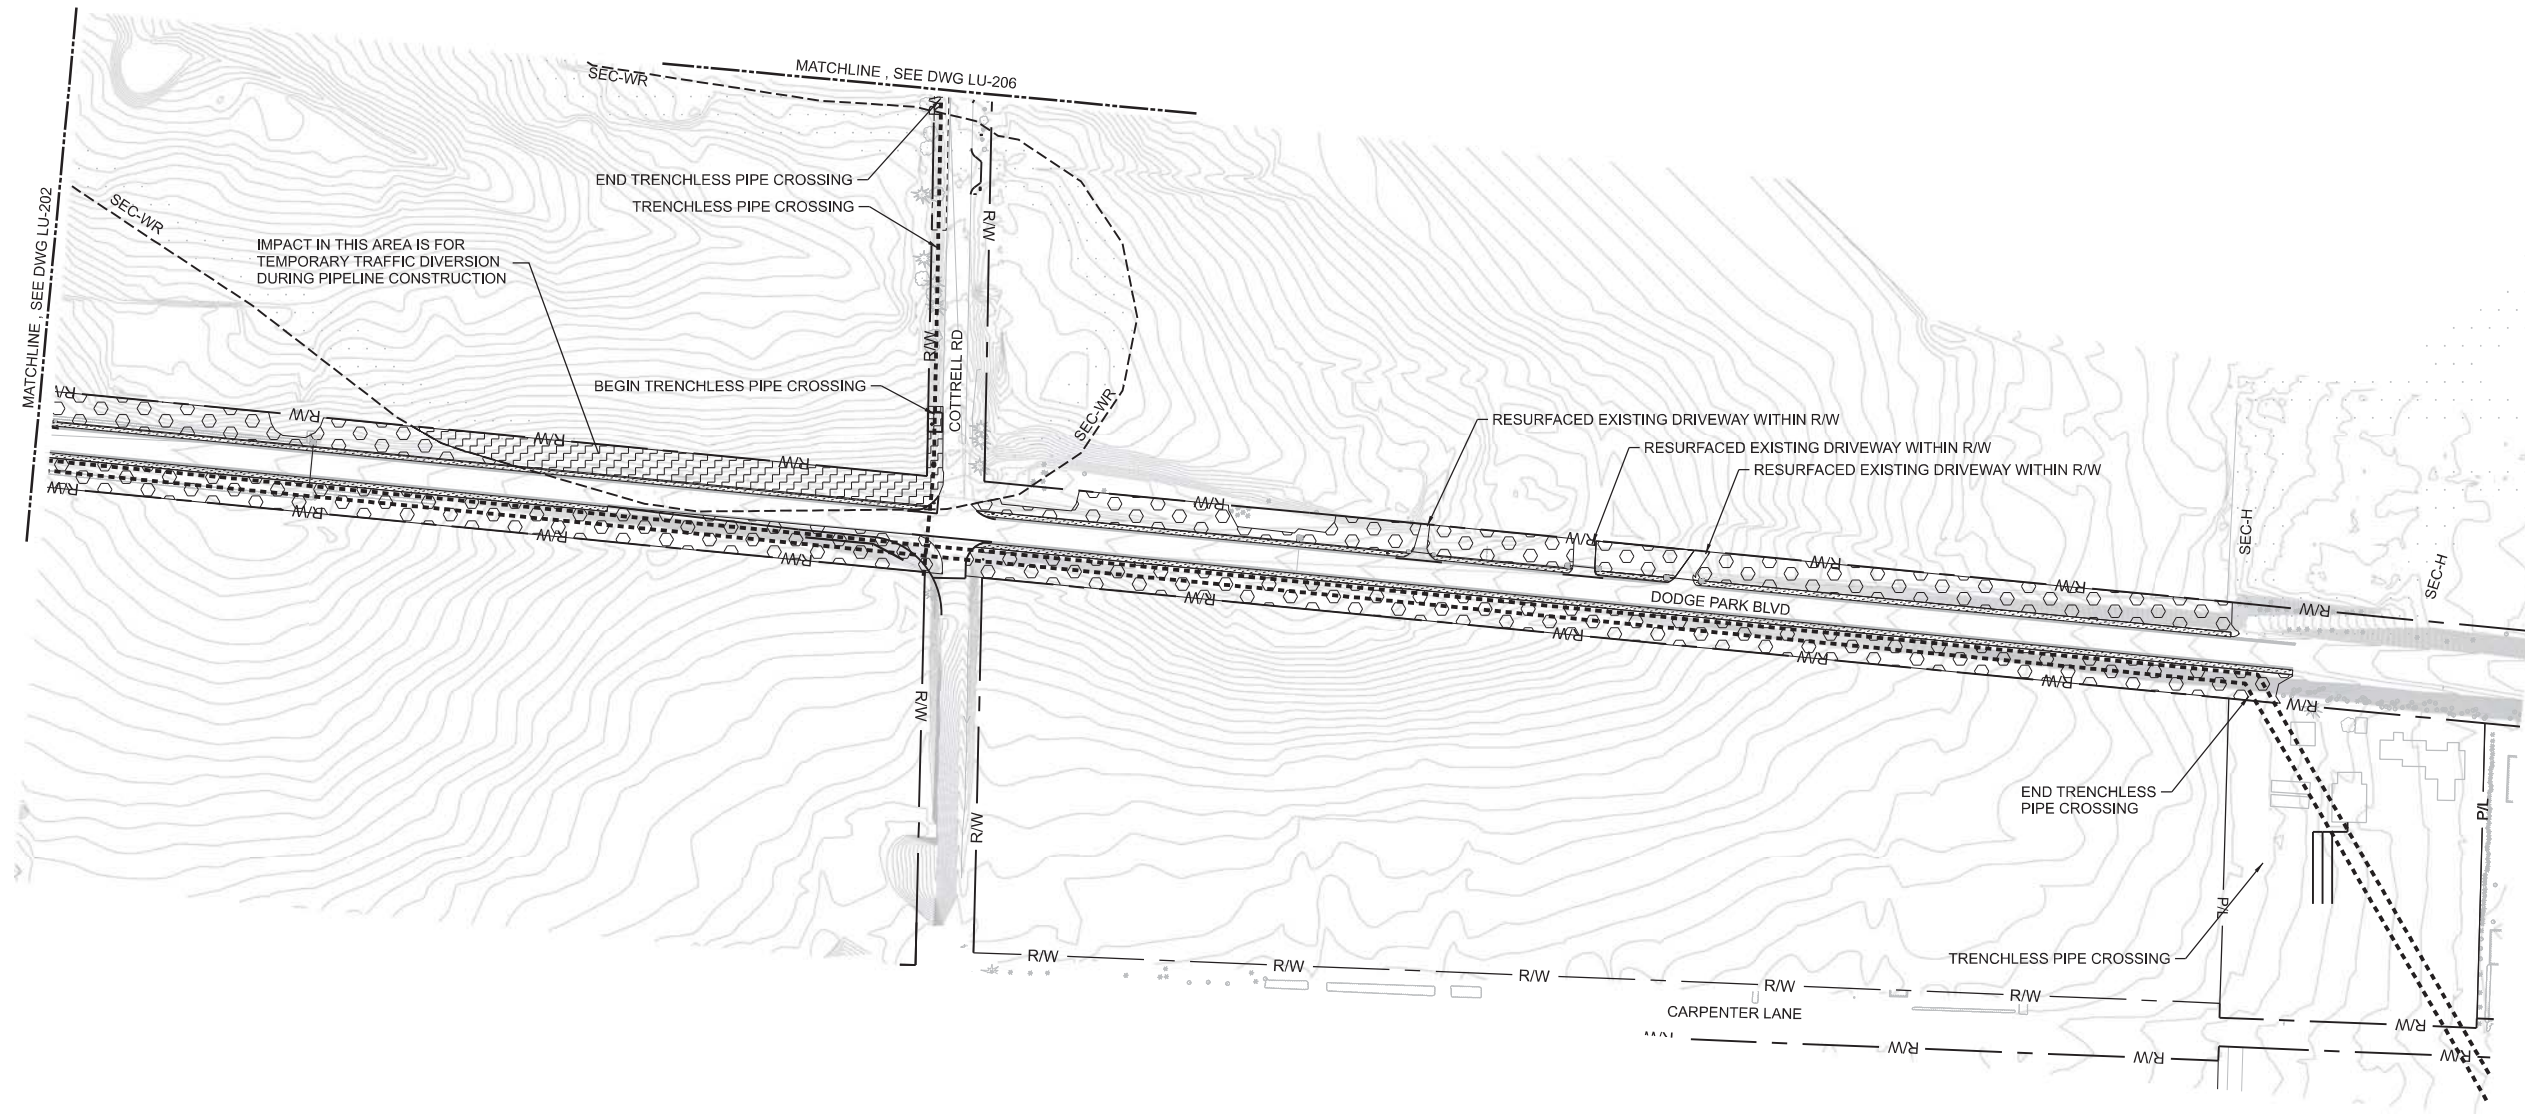 MATCHLINE , SEE DWG LU-206
SEC-WR
MATCHLINE , SEE DWG LU-202
SEC-WR
END TRENCHLESS PIPE CROSSING
TRENCHLESS PIPE CROSSING
R/W
IMPACT IN THIS AREA IS FOR
TEMPORARY TRAFFIC DIVERSION
DURING PIPELINE CONSTRUCTION
R/W
COTTRELL RD
BEGIN TRENCHLESS PIPE CROSSING
SEC-WR
R/W
R/W
R/W
R/W
RESURFACED EXISTING DRIVEWAY WITHIN R/W
RESURFACED EXISTING DRIVEWAY WITHIN R/W
RESURFACED EXISTING DRIVEWAY WITHIN R/W
R/W
R/W
R/W
R/W
R/W
SEC-H
SEC-H
R/W
R/W
R/W
R/W
DODGE PARK BLVD
R/W
R/W
R/W
R/W
R/W
R/W
R/W
R/W
END TRENCHLESS
PIPE CROSSING
P/L
P/L
TRENCHLESS PIPE CROSSING
R/W
R/W
R/W
R/W
R/W
CARPENTER LANE
R/W
R/W
R/W
R/W
R/W